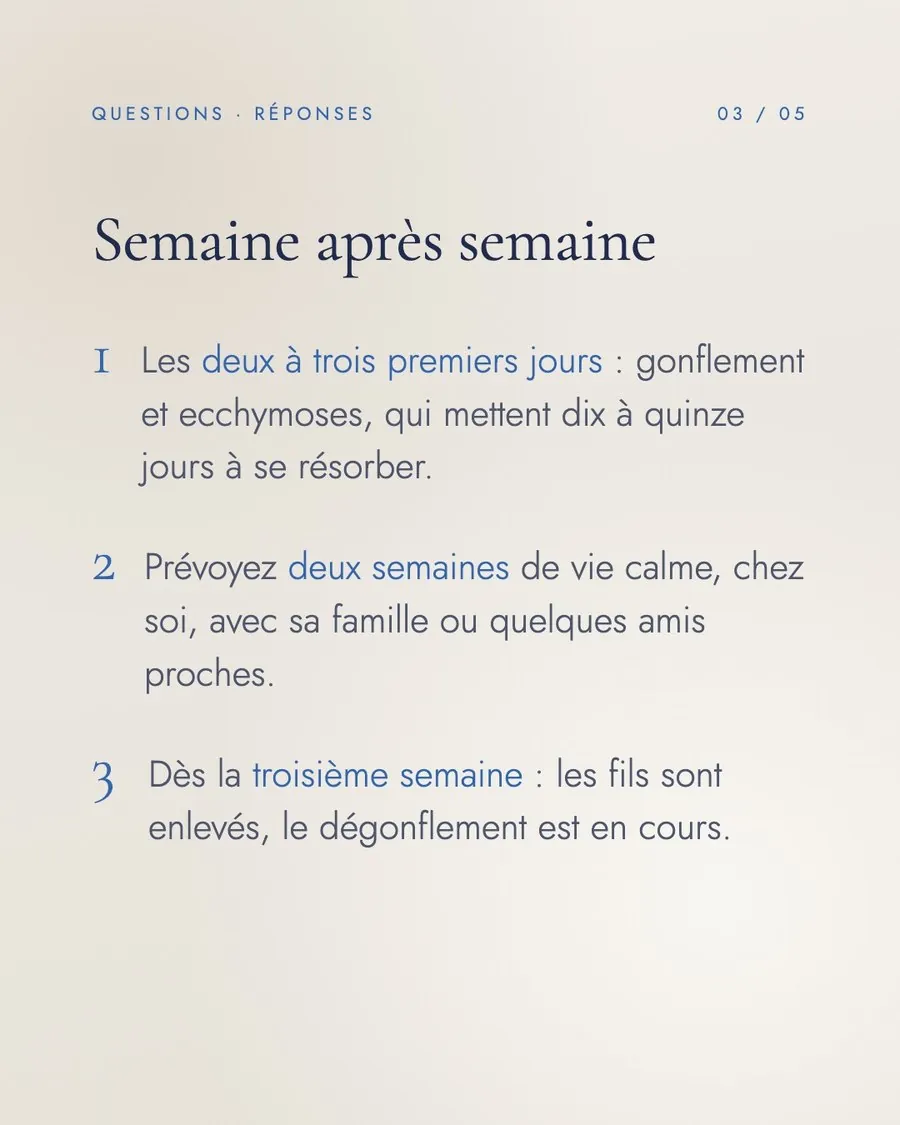 QUESTIONS · RÉPONSES
03 / 05
Semaine après semaine
1 Les deux à trois premiers jours : gonflement
et ecchymoses, qui mettent dix à quinze
jours à se résorber.
2 Prévoyez deux semaines de vie calme, chez
soi, avec sa famille ou quelques amis
proches.
3 Dès la troisième semaine : les fils sont
enlevés, le dégonflement est en cours.